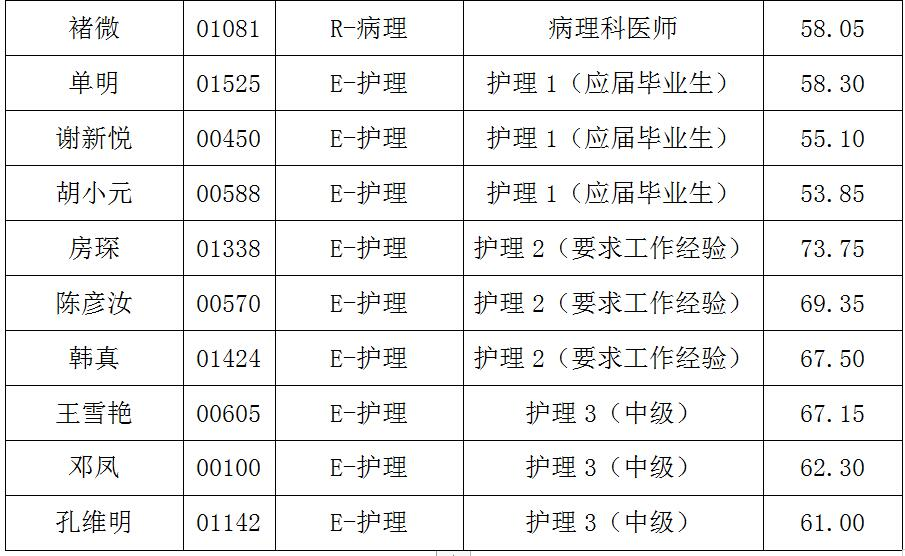 褚微 01081 R-病理 病理科医师 58.05
单明 01525 E-护理 护理1（应届毕业生） 58.30
谢新悦 00450 E-护理 护理1（应届毕业生） 55.10
胡小元 00588 E-护理 护理1（应届毕业生） 53.85
房琛 01338 E-护理 护理2（要求工作经验） 73.75
陈彦汝 00570 E-护理 护理2（要求工作经验） 69.35
韩真 01424 E-护理 护理2（要求工作经验） 67.50
王雪艳 00605 E-护理 护理3（中级） 67.15
邓凤 00100 E-护理 护理3（中级） 62.30
孔维明 01142 E-护理 护理3（中级） 61.00